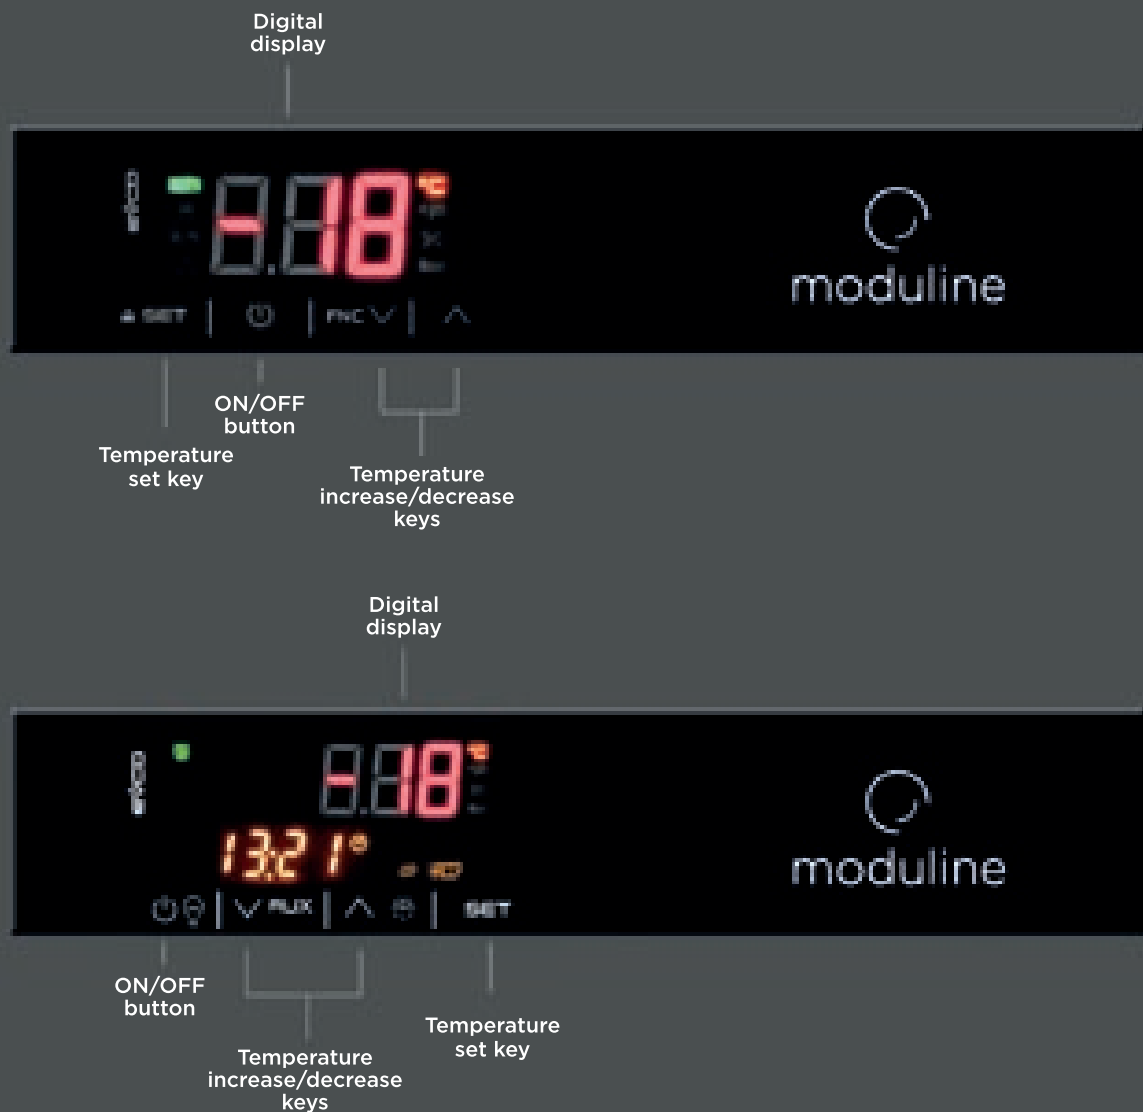 Digital
display
elico
- 18 °C
SET
FNC
moduline
ON/OFF
button
Temperature
set key
Temperature
increase/decrease
keys
Digital
display
- 18 °C
13:21
AUX
SET
moduline
ON/OFF
button
Temperature
increase/decrease
keys
Temperature
set key